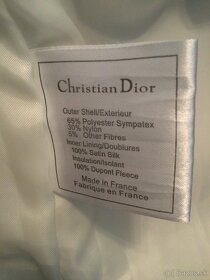 Christian Dior
Outer Shell/Exterieur
65% Polyester Sympatex
30% Nylon
5% Other Fibres
Inner Lining/Doublures
100% Satin Silk
Insulation/Isolant
100% Dupont Fleece
Made in France
Fabrique en France